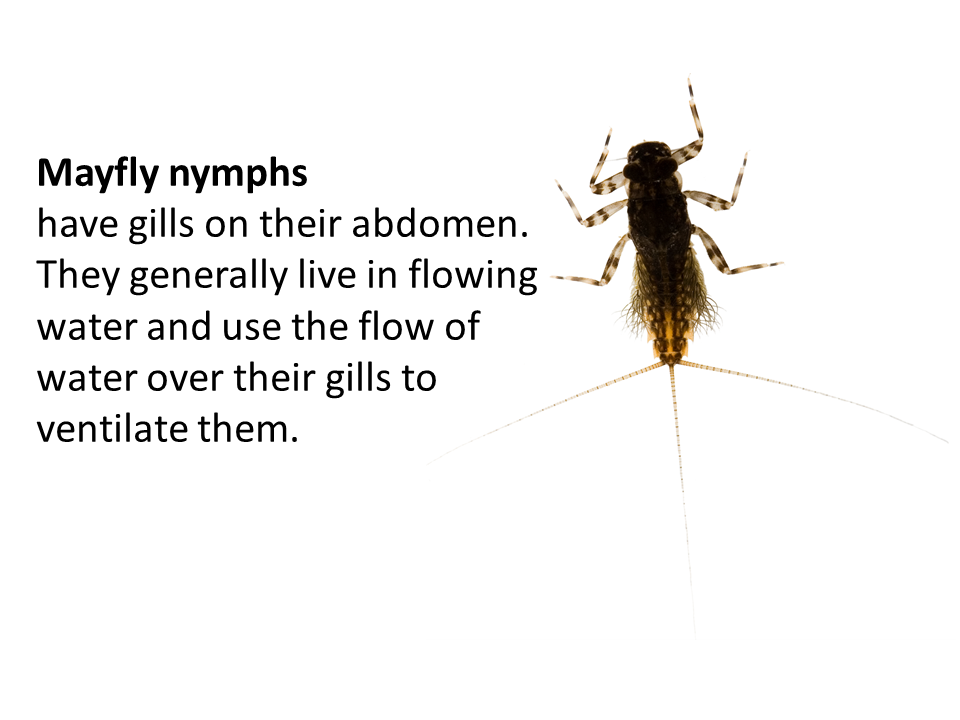 Mayfly nymphs
have gills on their abdomen.
They generally live in flowing
water and use the flow of
water over their gills to
ventilate them.